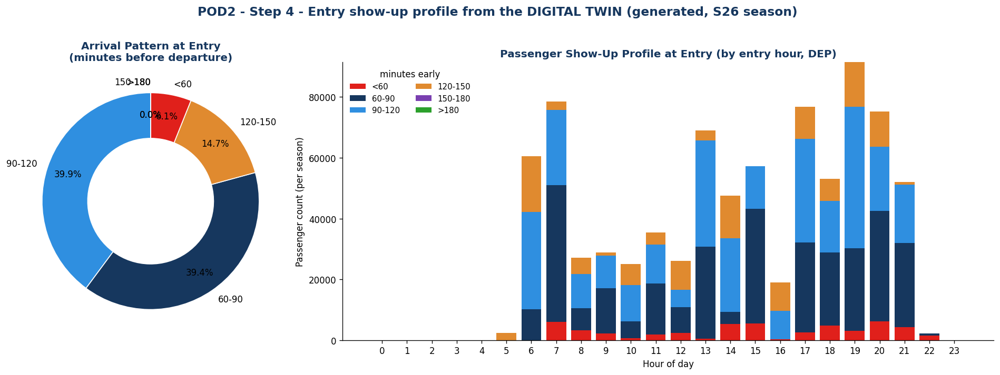 POD2 - Step 4 - Entry show-up profile from the DIGITAL TWIN (generated, S26 season)
Arrival Pattern at Entry
(minutes before departure)
150-180
>180
<60
120-150
90-120
60-90
0.0%
6.1%
14.7%
39.9%
39.4%
Passenger Show-Up Profile at Entry (by entry hour, DEP)
minutes early
<60
60-90
90-120
120-150
150-180
>180
Passenger count (per season)
80000
60000
40000
20000
0
0 1 2 3 4 5 6 7 8 9 10 11 12 13 14 15 16 17 18 19 20 21 22 23
Hour of day